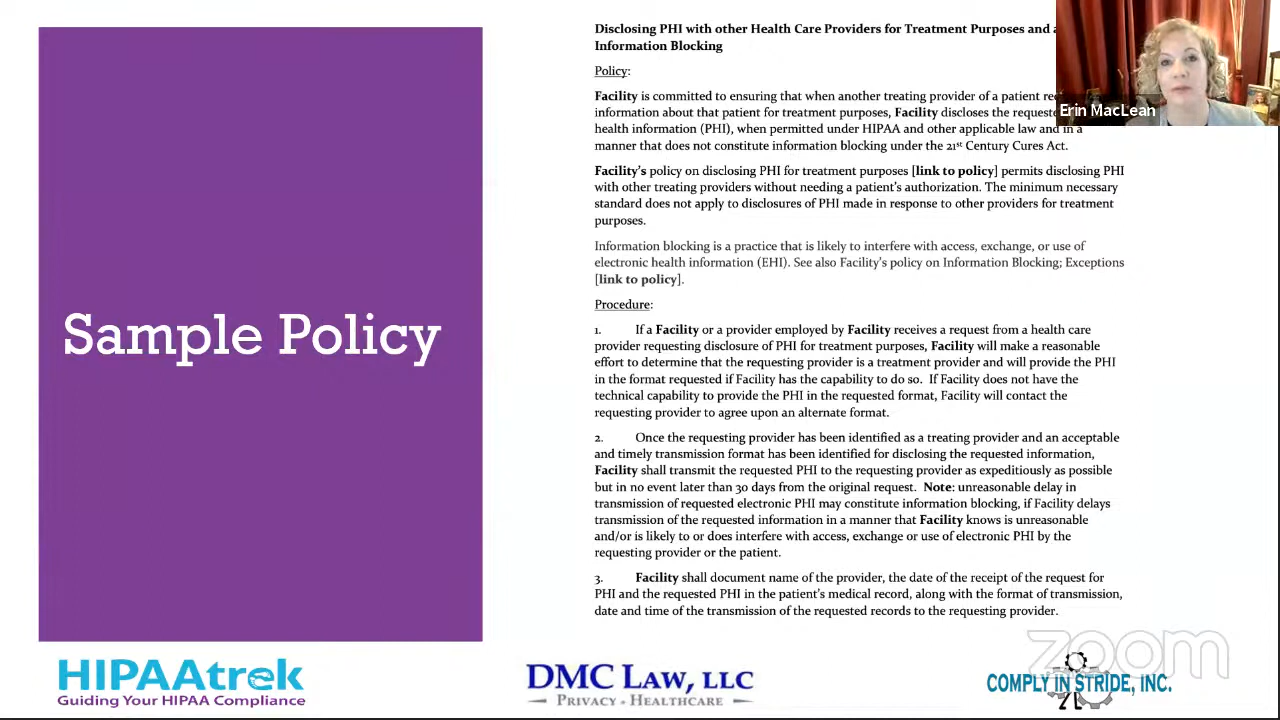 Disclosing PHI with other Health Care Providers for Treatment Purposes and
Information Blocking
Policy:
Facility is committed to ensuring that when another treating provider of a patient
information about that patient for treatment purposes, Facility discloses the
health information (PHI), when permitted under HIPAA and other applicable law and in a
manner that does not constitute information blocking under the 21st Century Cures Act.
Facility's policy on disclosing PHI for treatment purposes [link to policy] permits disclosing PHI
with other treating providers without needing a patient's authorization. The minimum necessary
standard does not apply to disclosures of PHI made in response to other providers for treatment
purposes.
Information blocking is a practice that is likely to interfere with access, exchange, or use of
electronic health information (EHI). See also Facility's policy on Information Blocking; Exceptions
[link to policy].
Procedure:
1. If a Facility or a provider employed by Facility receives a request from a health care
provider requesting disclosure of PHI for treatment purposes, Facility will make a reasonable
effort to determine that the requesting provider is a treatment provider and will provide the PHI
in the format requested if Facility has the capability to do so. If Facility does not have the
technical capability to provide the PHI in the requested format, Facility will contact the
requesting provider to agree upon an alternate format.
2. Once the requesting provider has been identified as a treating provider and an acceptable
and timely transmission format has been identified for disclosing the requested information,
Facility shall transmit the requested PHI to the requesting provider as expeditiously as possible
but in no event later than 30 days from the original request. Note: unreasonable delay in
transmission of requested electronic PHI may constitute information blocking, if Facility delays
transmission of the requested information in a manner that Facility knows is unreasonable
and/or is likely to or does interfere with access, exchange or use of electronic PHI by the
requesting provider or the patient.
3. Facility shall document name of the provider, the date of the receipt of the request for
PHI and the requested PHI in the patient's medical record, along with the format of transmission,
date and time of the transmission of the requested records to the requesting provider.
Erin MacLean
Sample Policy
zoom
HIPAAtrek
Guiding Your HIPAA Compliance
DMC LAW, LLC
PRIVACY - HEALTHCARE
COMPLY IN STRIDE, INC.